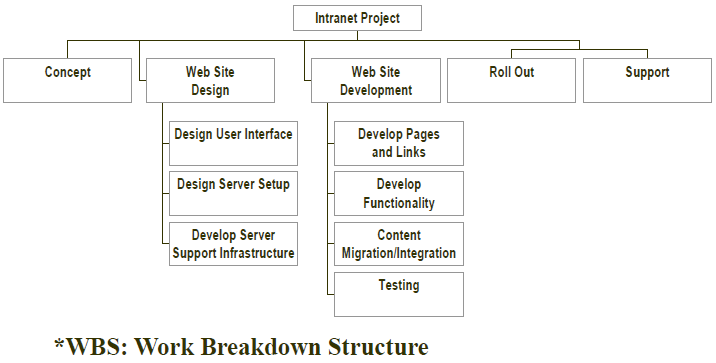 Intranet Project
Concept
Web Site
Design
Web Site
Development
Roll Out
Support
Design User Interface
Design Server Setup
Develop Server
Support Infrastructure
Develop Pages
and Links
Develop
Functionality
Content
Migration/Integration
Testing
*WBS: Work Breakdown Structure